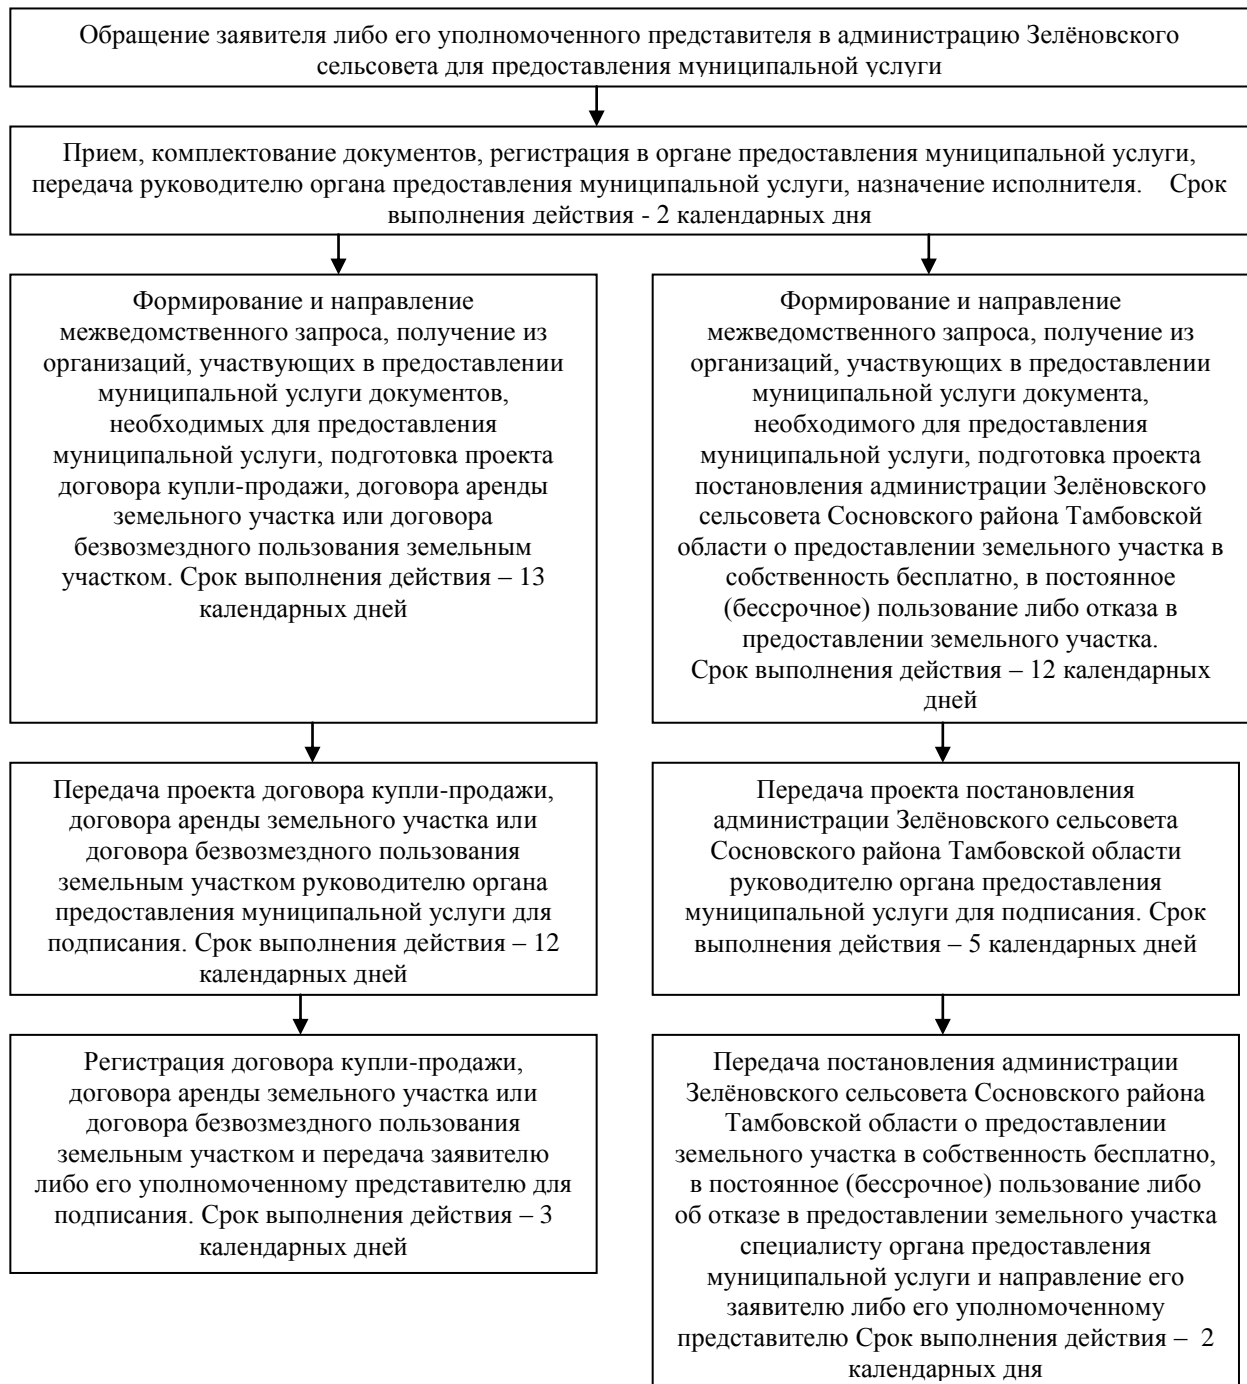 Обращение заявителя либо его уполномоченного представителя в администрацию Зелёновского
сельсовета для предоставления муниципальной услуги
Прием, комплектование документов, регистрация в органе предоставления муниципальной услуги,
передача руководителю органа предоставления муниципальной услуги, назначение исполнителя. Срок
выполнения действия - 2 календарных дня
Формирование и направление
межведомственного запроса, получение из
организаций, участвующих в предоставлении
муниципальной услуги документов,
необходимых для предоставления
муниципальной услуги, подготовка проекта
договора купли-продажи, договора аренды
земельного участка или договора
безвозмездного пользования земельным
участком. Срок выполнения действия – 13
календарных дней
Формирование и направление
межведомственного запроса, получение из
организаций, участвующих в предоставлении
муниципальной услуги документа,
необходимого для предоставления
муниципальной услуги, подготовка проекта
постановления администрации Зелёновского
сельсовета Сосновского района Тамбовской
области о предоставлении земельного участка в
собственность бесплатно, в постоянное
(бессрочное) пользование либо отказа в
предоставлении земельного участка.
Срок выполнения действия – 12 календарных
дней
Передача проекта договора купли-продажи,
договора аренды земельного участка или
договора безвозмездного пользования
земельным участком руководителю органа
предоставления муниципальной услуги для
подписания. Срок выполнения действия – 12
календарных дней
Передача проекта постановления
администрации Зелёновского сельсовета
Сосновского района Тамбовской области
руководителю органа предоставления
муниципальной услуги для подписания. Срок
выполнения действия – 5 календарных дней
Регистрация договора купли-продажи,
договора аренды земельного участка или
договора безвозмездного пользования
земельным участком и передача заявителю
либо его уполномоченному представителю для
подписания. Срок выполнения действия – 3
календарных дней
Передача постановления администрации
Зелёновского сельсовета Сосновского района
Тамбовской области о предоставлении
земельного участка в собственность бесплатно,
в постоянное (бессрочное) пользование либо
об отказе в предоставлении земельного участка
специалисту органа предоставления
муниципальной услуги и направление его
заявителю либо его уполномоченному
представителю Срок выполнения действия – 2
календарных дня